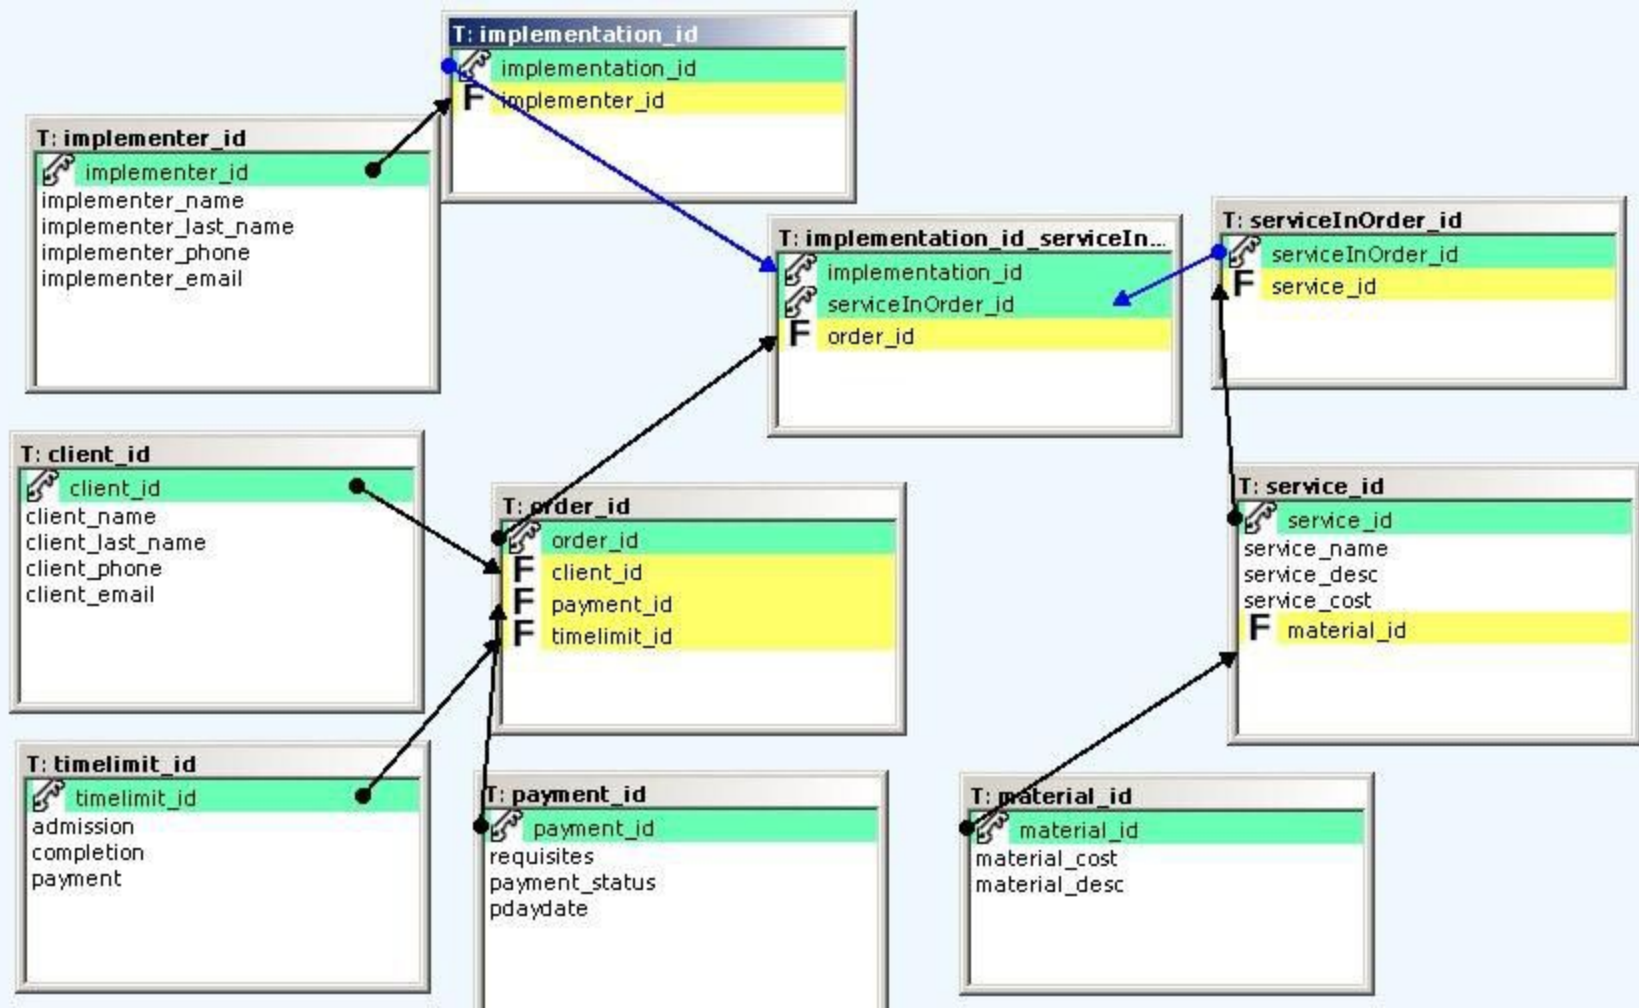 T: implementation_id
implementation_id
F implementer_id
T: implementer_id
implementer_id
implementer_name
implementer_last_name
implementer_phone
implementer_email
T: implementation_id_serviceIn...
implementation_id
serviceInOrder_id
F order_id
T: serviceInOrder_id
serviceInOrder_id
F service_id
T: client_id
client_id
client_name
client_last_name
client_phone
client_email
T: order_id
order_id
F client_id
F payment_id
F timelimit_id
T: service_id
service_id
service_name
service_desc
service_cost
F material_id
T: timelimit_id
timelimit_id
admission
completion
payment
T: payment_id
payment_id
requisites
payment_status
pdaydate
T: material_id
material_id
material_cost
material_desc